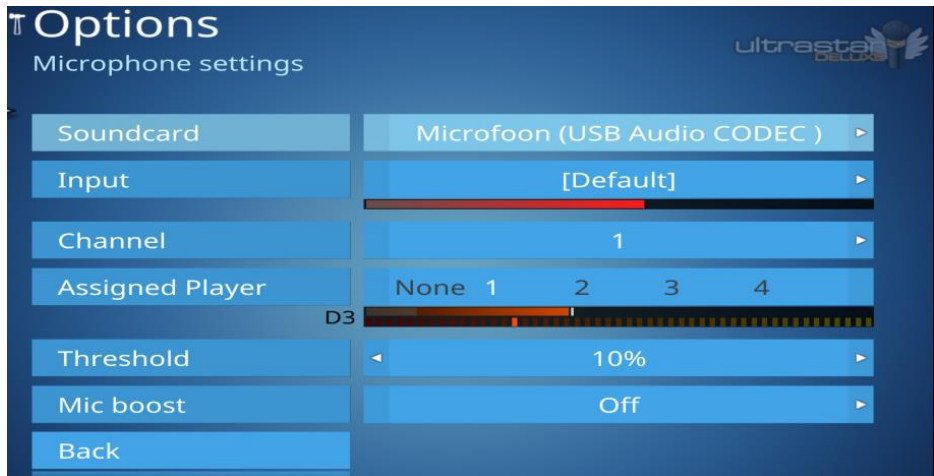 Options
Microphone settings
ultrastar
DELUXE
Soundcard Microfoon (USB Audio CODEC )
Input [Default]
Channel 1
Assigned Player None 1 2 3 4
D3
Threshold 10%
Mic boost Off
Back